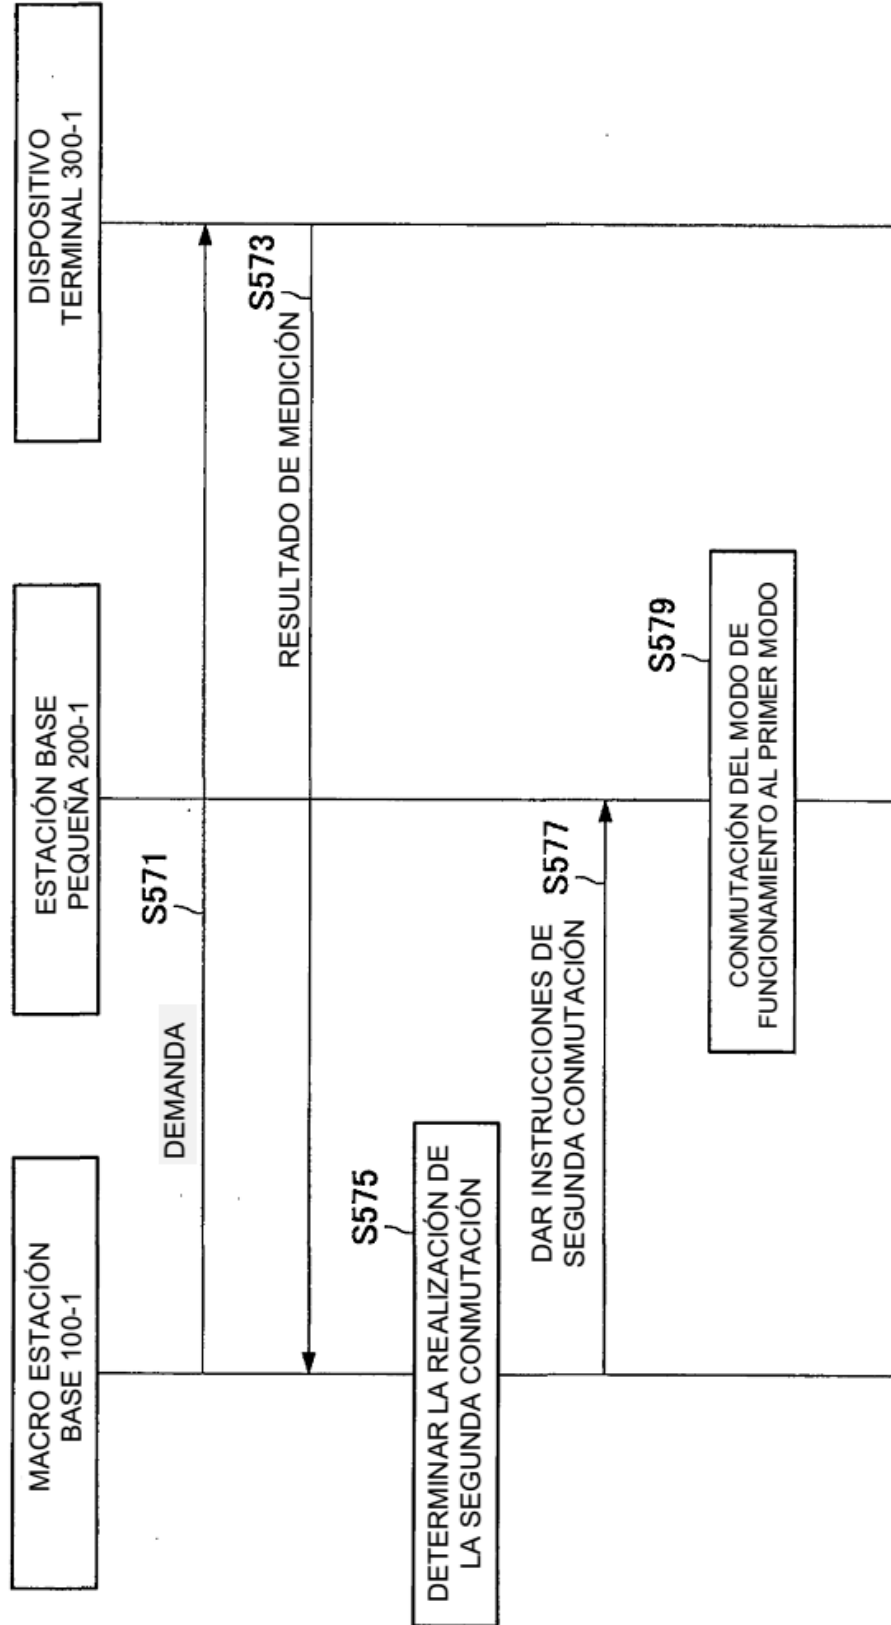 MACRO ESTACIÓN
BASE 100-1
ESTACIÓN BASE
PEQUEÑA 200-1
DISPOSITIVO
TERMINAL 300-1
DEMANDA
S571
S573
RESULTADO DE MEDICIÓN
S575
DETERMINAR LA REALIZACIÓN DE
LA SEGUNDA CONMUTACIÓN
DAR INSTRUCCIONES DE
SEGUNDA CONMUTACIÓN
S577
S579
CONMUTACIÓN DEL MODO DE
FUNCIONAMIENTO AL PRIMER MODO